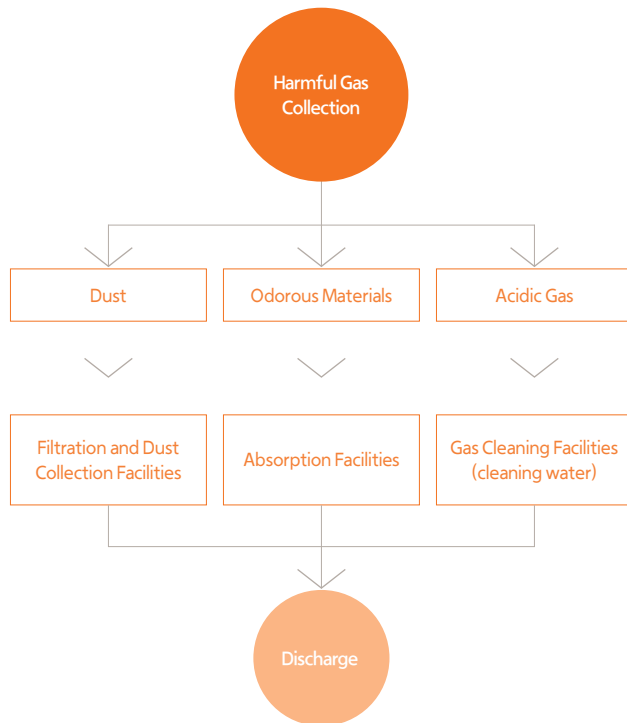 Harmful Gas
Collection
Dust
Odorous Materials
Acidic Gas
Filtration and Dust
Collection Facilities
Absorption Facilities
Gas Cleaning Facilities
(cleaning water)
Discharge